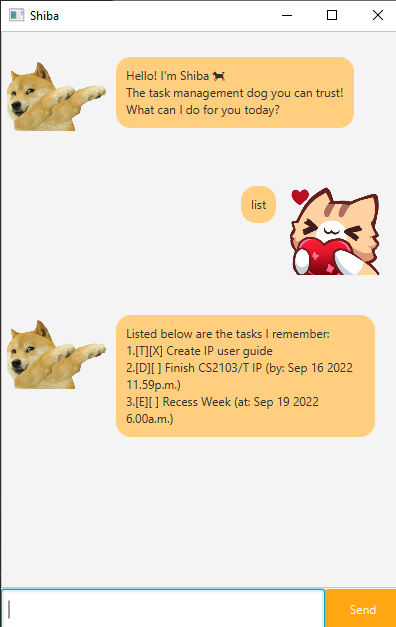 Shiba
Hello! I'm Shiba 🐕
The task management dog you can trust!
What can I do for you today?
list
Listed below are the tasks I remember:
1.[T][X] Create IP user guide
2.[D][ ] Finish CS2103/T IP (by: Sep 16 2022
11.59p.m.)
3.[E][ ] Recess Week (at: Sep 19 2022
6.00a.m.)
Send